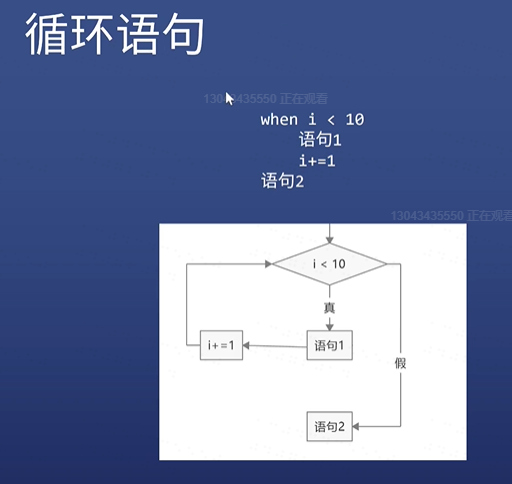 循环语句
13043435550 正在观看
when i < 10
语句1
i+=1
语句2
13043435550 正在观看
i < 10
真
i+=1
语句1
假
语句2